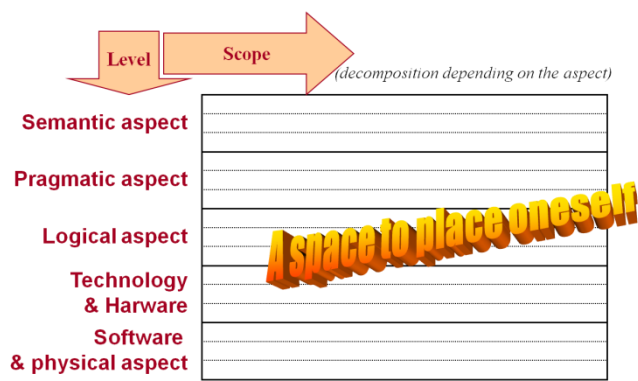 Level
Scope
(decomposition depending on the aspect)
Semantic aspect
Pragmatic aspect
Logical aspect
A space to place oneself
Technology
& Harware
Software
& physical aspect